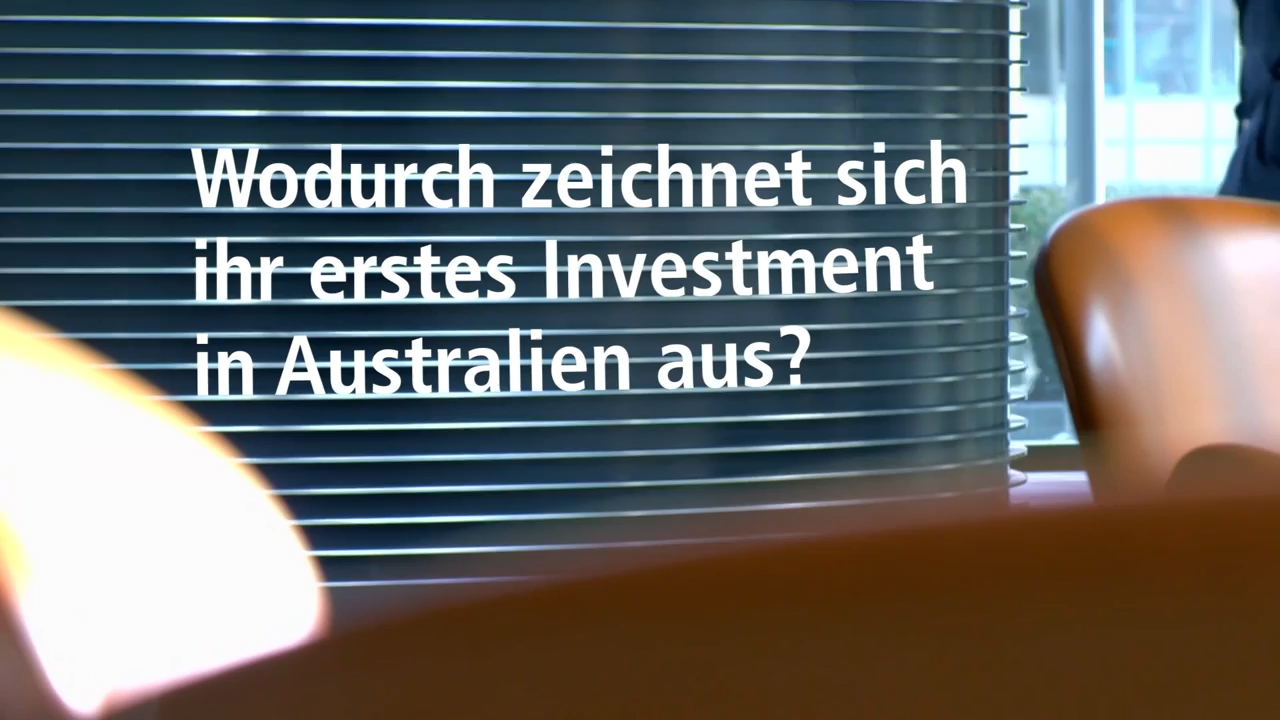 Wodurch zeichnet sich
ihr erstes Investment
in Australien aus?